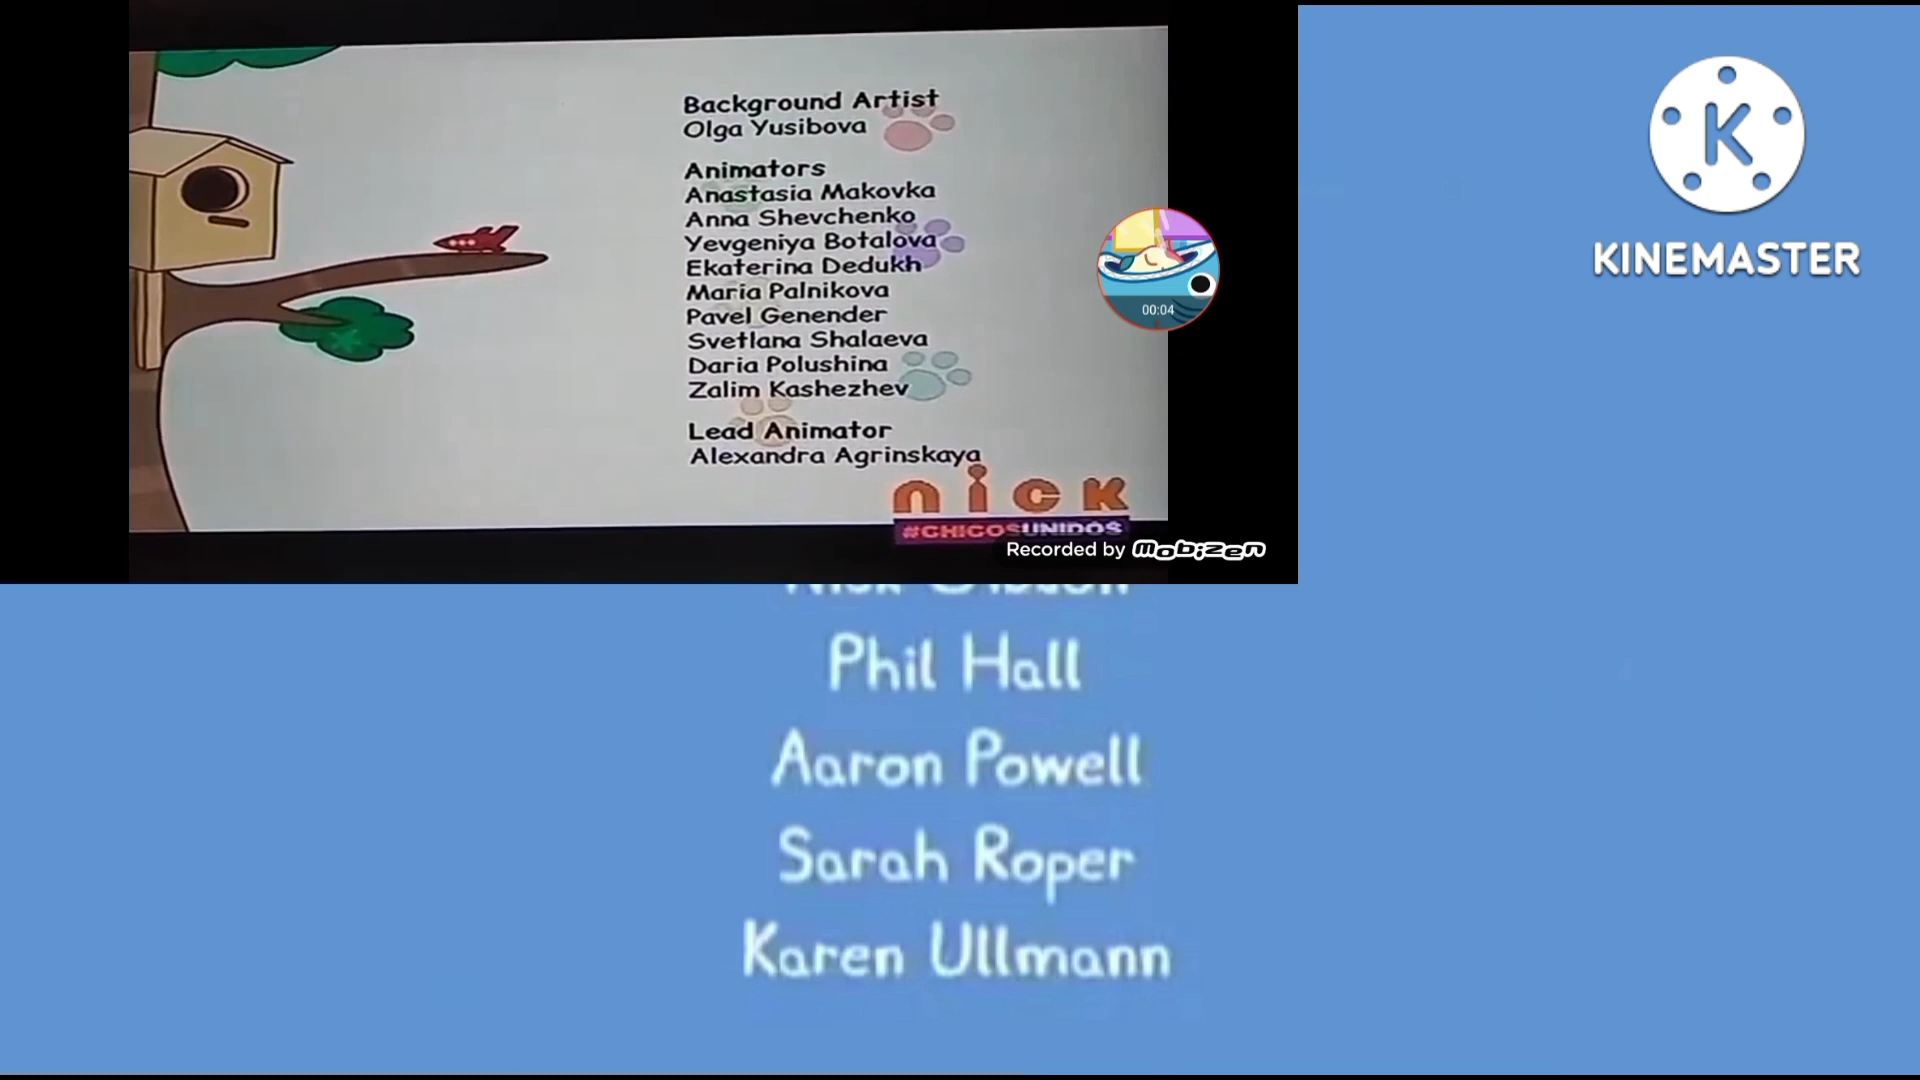 Background Artist
Olga Yusibova
Animators
Anastasia Makovka
Anna Shevchenko
Yevgeniya Botalova
Ekaterina Dedukh
Maria Palnikova
Pavel Genender
Svetlana Shalaeva
Daria Polushina
Zalim Kashezhev
Lead Animator
Alexandra Agrinskaya
nick
#CHICOSUNIDOS
Recorded by mobizen
00:04
K
KINEMASTER
Phil Hall
Aaron Powell
Sarah Roper
Karen Ullmann